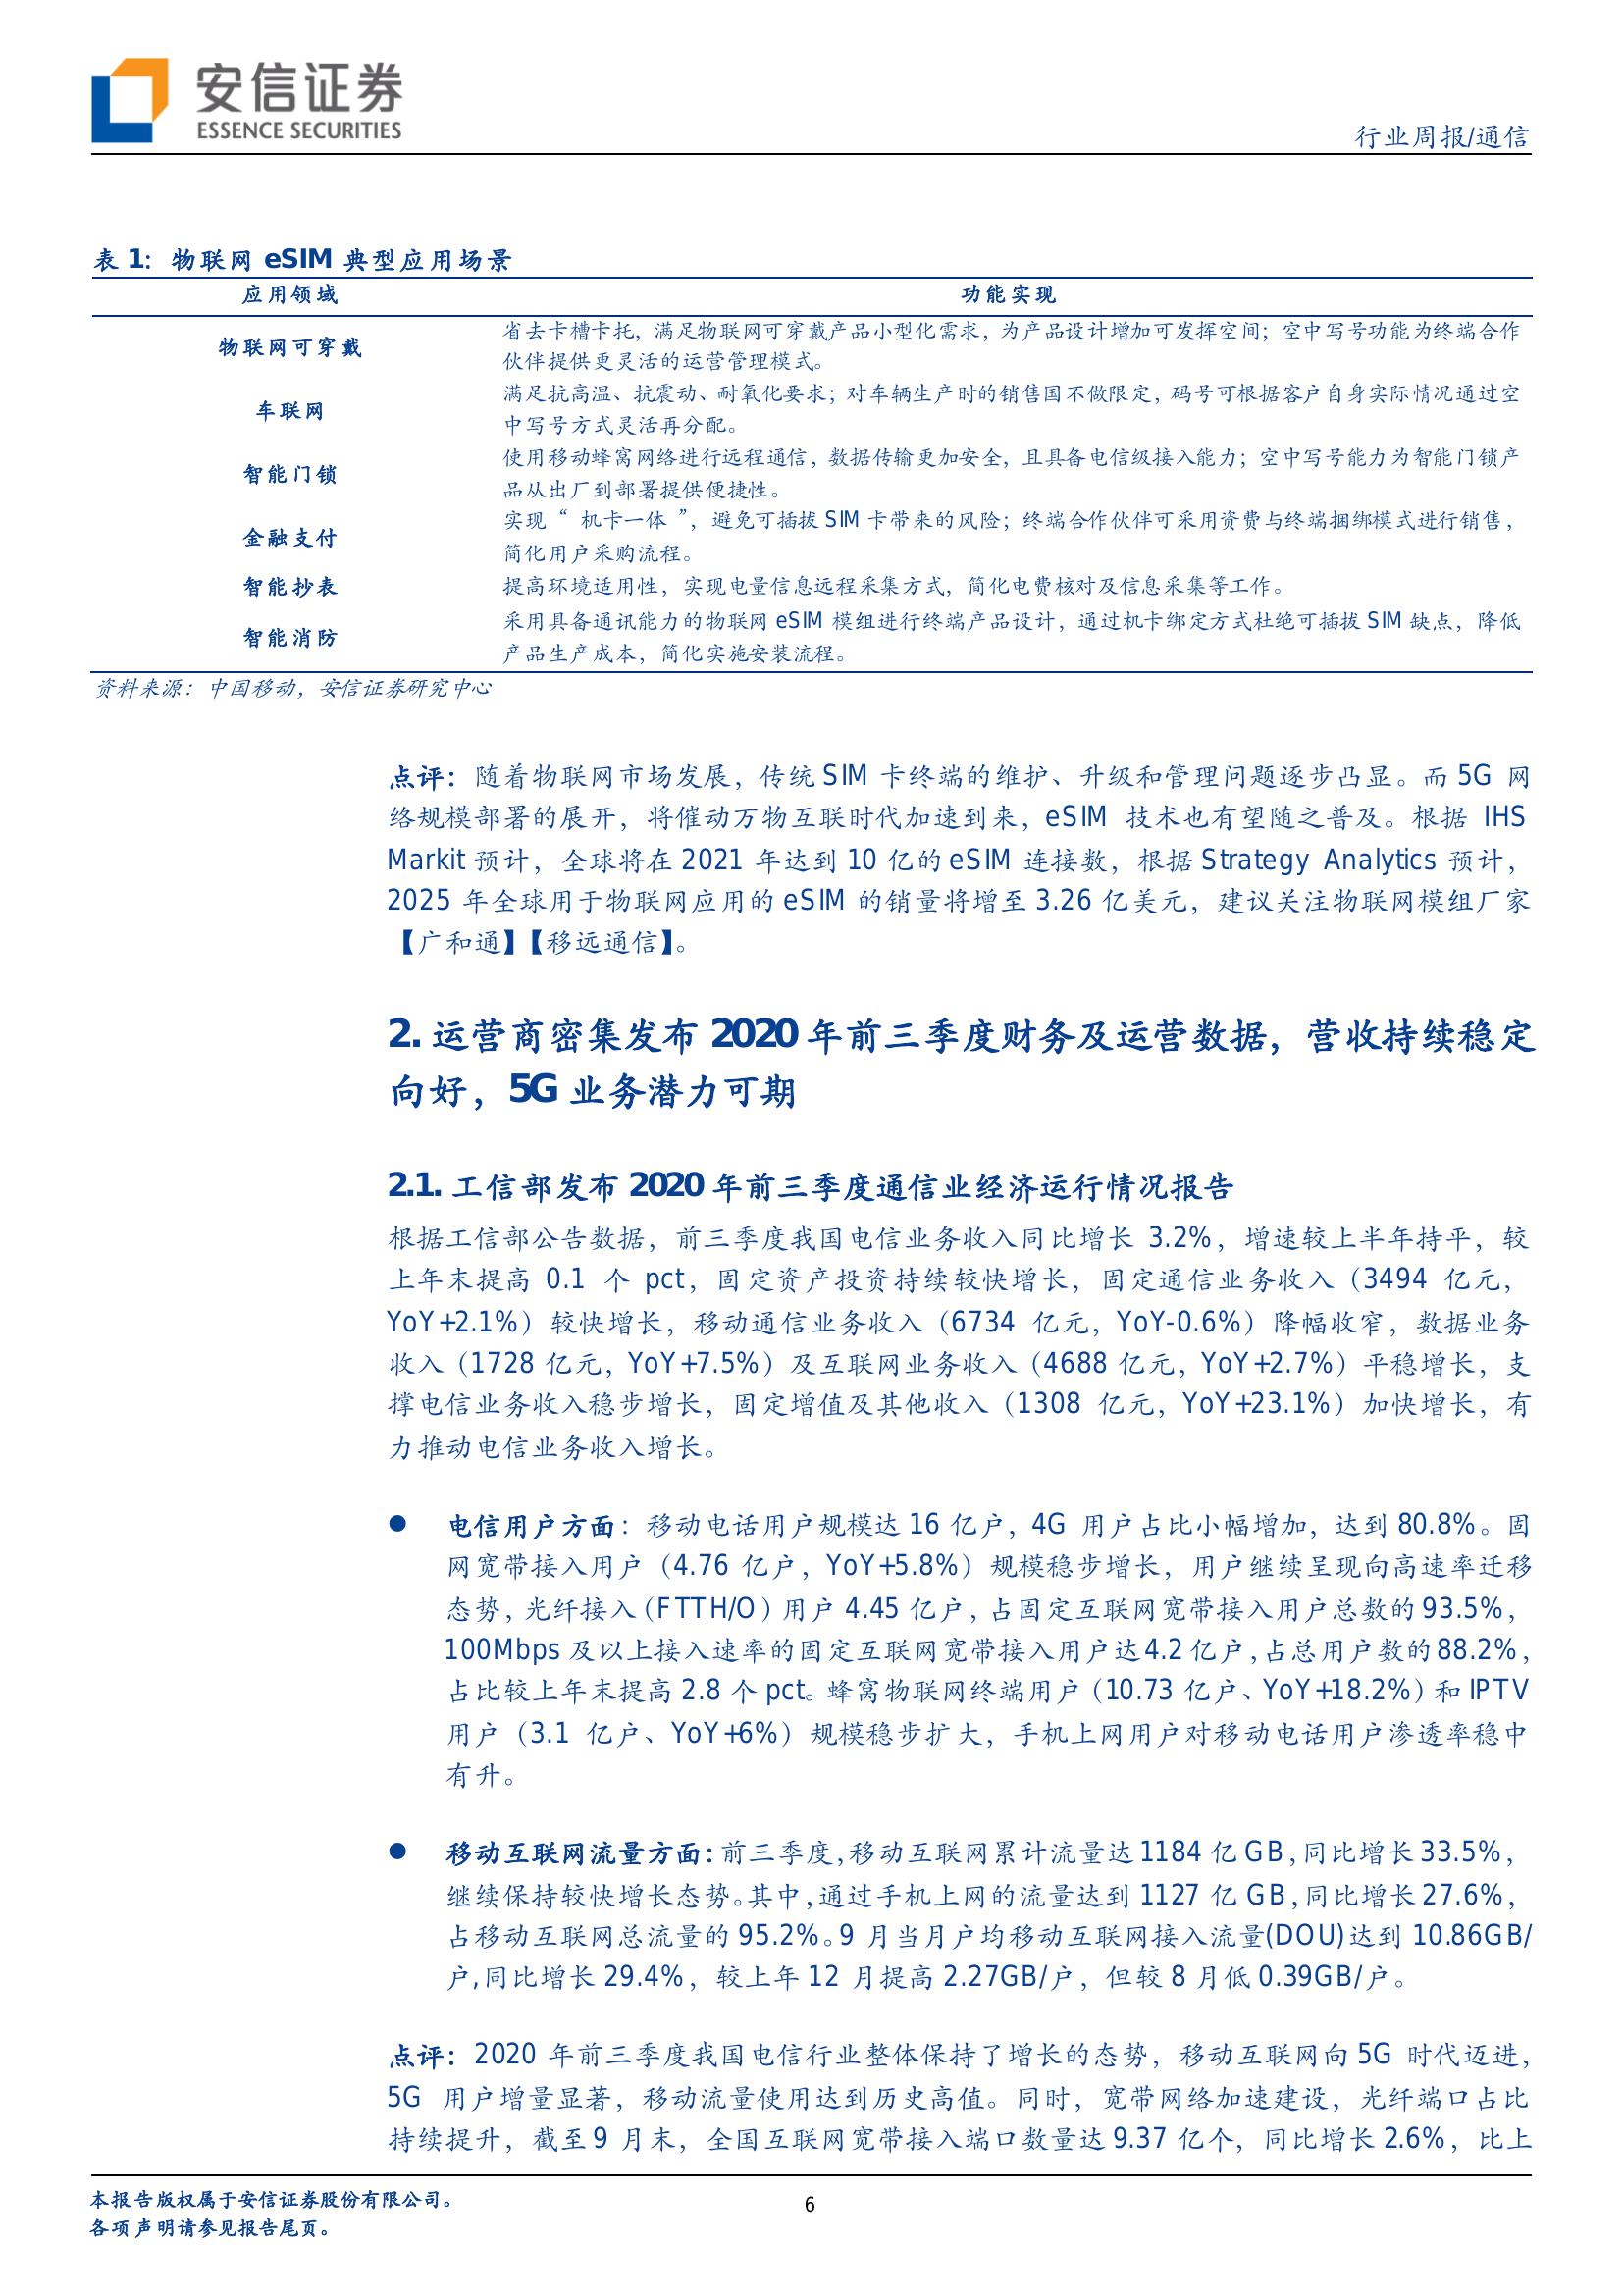 安信证券
ESSENCE SECURITIES
行业周报/通信
表 1：物联网 eSIM 典型应用场景
应用领域 功能实现
物联网可穿戴
省去卡槽卡托，满足物联网可穿戴产品小型化需求，为产品设计增加可发挥空间；空中写号功能为终端合作
伙伴提供更灵活的运营管理模式。
车联网
满足抗高温、抗震动、耐氧化要求；对车辆生产时的销售国不做限定，码号可根据客户自身实际情况通过空
中写号方式灵活再分配。
智能门锁
使用移动蜂窝网络进行远程通信，数据传输更加安全，且具备电信级接入能力；空中写号能力为智能门锁产
品从出厂到部署提供便捷性。
金融支付
实现“ 机卡一体 ”，避免可插拔 SIM 卡带来的风险；终端合作伙伴可采用资费与终端捆绑模式进行销售，
简化用户采购流程。
智能抄表 提高环境适用性，实现电量信息远程采集方式，简化电费核对及信息采集等工作。
智能消防
采用具备通讯能力的物联网 eSIM 模组进行终端产品设计，通过机卡绑定方式杜绝可插拔 SIM 缺点，降低
产品生产成本，简化实施安装流程。
资料来源：中国移动，安信证券研究中心
点评：随着物联网市场发展，传统 SIM 卡终端的维护、升级和管理问题逐步凸显。而 5G 网
络规模部署的展开，将催动万物互联时代加速到来，eSIM 技术也有望随之普及。根据 IHS
Markit 预计，全球将在 2021 年达到 10 亿的 eSIM 连接数，根据 Strategy Analytics 预计，
2025 年全球用于物联网应用的 eSIM 的销量将增至 3.26 亿美元，建议关注物联网模组厂家
【广和通】【移远通信】。
2. 运营商密集发布 2020 年前三季度财务及运营数据，营收持续稳定
向好，5G 业务潜力可期
2.1. 工信部发布 2020 年前三季度通信业经济运行情况报告
根据工信部公告数据，前三季度我国电信业务收入同比增长 3.2%，增速较上半年持平，较
上年末提高 0.1 个 pct，固定资产投资持续较快增长，固定通信业务收入（3494 亿元，
YoY+2.1%）较快增长，移动通信业务收入（6734 亿元，YoY-0.6%）降幅收窄，数据业务
收入（1728 亿元，YoY+7.5%）及互联网业务收入（4688 亿元，YoY+2.7%）平稳增长，支
撑电信业务收入稳步增长，固定增值及其他收入（1308 亿元，YoY+23.1%）加快增长，有
力推动电信业务收入增长。
● 电信用户方面：移动电话用户规模达 16 亿户，4G 用户占比小幅增加，达到 80.8%。固
网宽带接入用户（4.76 亿户，YoY+5.8%）规模稳步增长，用户继续呈现向高速率迁移
态势，光纤接入（FTTH/O）用户 4.45 亿户，占固定互联网宽带接入用户总数的 93.5%，
100Mbps 及以上接入速率的固定互联网宽带接入用户达 4.2 亿户，占总用户数的 88.2%，
占比较上年末提高 2.8 个 pct。蜂窝物联网终端用户（10.73 亿户、YoY+18.2%）和 IPTV
用户（3.1 亿户、YoY+6%）规模稳步扩大，手机上网用户对移动电话用户渗透率稳中
有升。
● 移动互联网流量方面：前三季度，移动互联网累计流量达 1184 亿 GB，同比增长 33.5%，
继续保持较快增长态势。其中，通过手机上网的流量达到 1127 亿 GB，同比增长 27.6%，
占移动互联网总流量的 95.2%。9 月当月户均移动互联网接入流量(DOU)达到 10.86GB/
户，同比增长 29.4%，较上年 12 月提高 2.27GB/户，但较 8 月低 0.39GB/户。
点评：2020 年前三季度我国电信行业整体保持了增长的态势，移动互联网向 5G 时代迈进，
5G 用户增量显著，移动流量使用达到历史高值。同时，宽带网络加速建设，光纤端口占比
持续提升，截至 9 月末，全国互联网宽带接入端口数量达 9.37 亿个，同比增长 2.6%，比上
本报告版权属于安信证券股份有限公司。
各项声明请参见报告尾页。
6